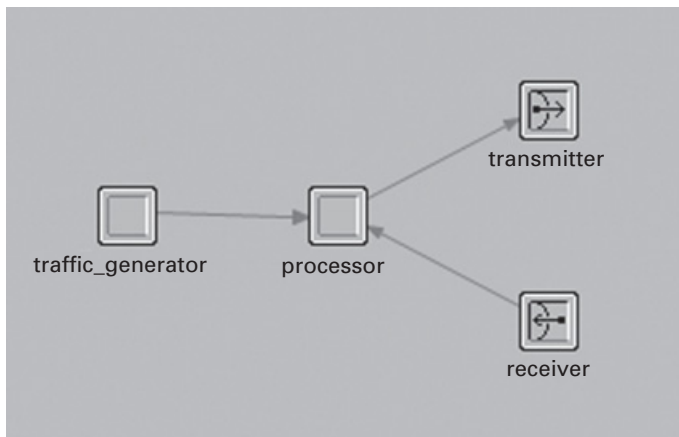 transmitter
traffic_generator
processor
receiver